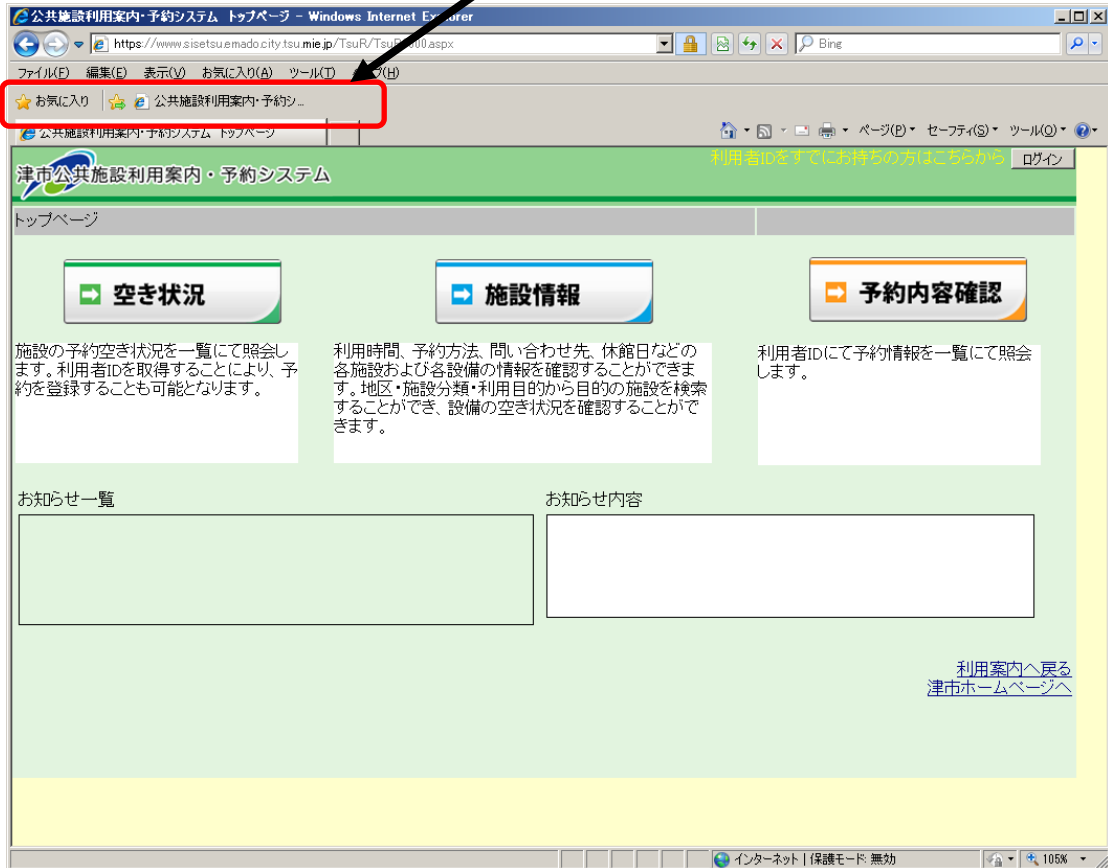 公共施設利用案内･予約システム トップページ - Windows Internet Explorer
https://www.sisetsu.emado.city.tsu.mie.jp/TsuR/
Bing
ファイル(F) 編集(E) 表示(V) お気に入り(A) ツール(T) (H)
お気に入り 公共施設利用案内･予約シ...
公共施設利用案内･予約システム トップページ
ページ(P) セーフティ(S) ツール(O)
津市公共施設利用案内・予約システム
利用者IDをすでにお持ちの方はこちらから ログイン
トップページ
空き状況
施設情報
予約内容確認
施設の予約空き状況を一覧にて照会し
ます。利用者IDを取得することにより、予
約を登録することも可能となります。
利用時間、予約方法、問い合わせ先、休館日などの
各施設および各設備の情報を確認することができま
す。地区・施設分類・利用目的から目的の施設を検索
することができ、設備の空き状況を確認することがで
きます。
利用者IDにて予約情報を一覧にて照会
します。
お知らせ一覧
お知らせ内容
利用案内へ戻る
津市ホームページへ
インターネット | 保護モード: 無効
105%